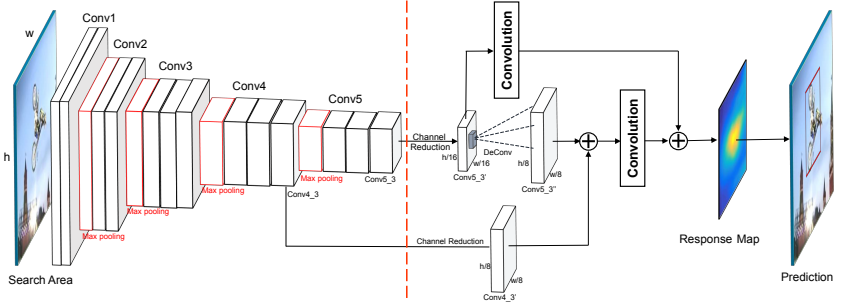 w
h
Search Area
Conv1
Conv2
Conv3
Conv4
Conv5
Max pooling
Max pooling
Max pooling
Max pooling
Conv4_3
Conv5_3
Channel
Reduction
Channel Reduction
h/16
w/16
Conv5_3'
DeConv
h/8
w/8
Conv5_3''
h/8
w/8
Conv4_3'
Convolution
Convolution
Response Map
Prediction